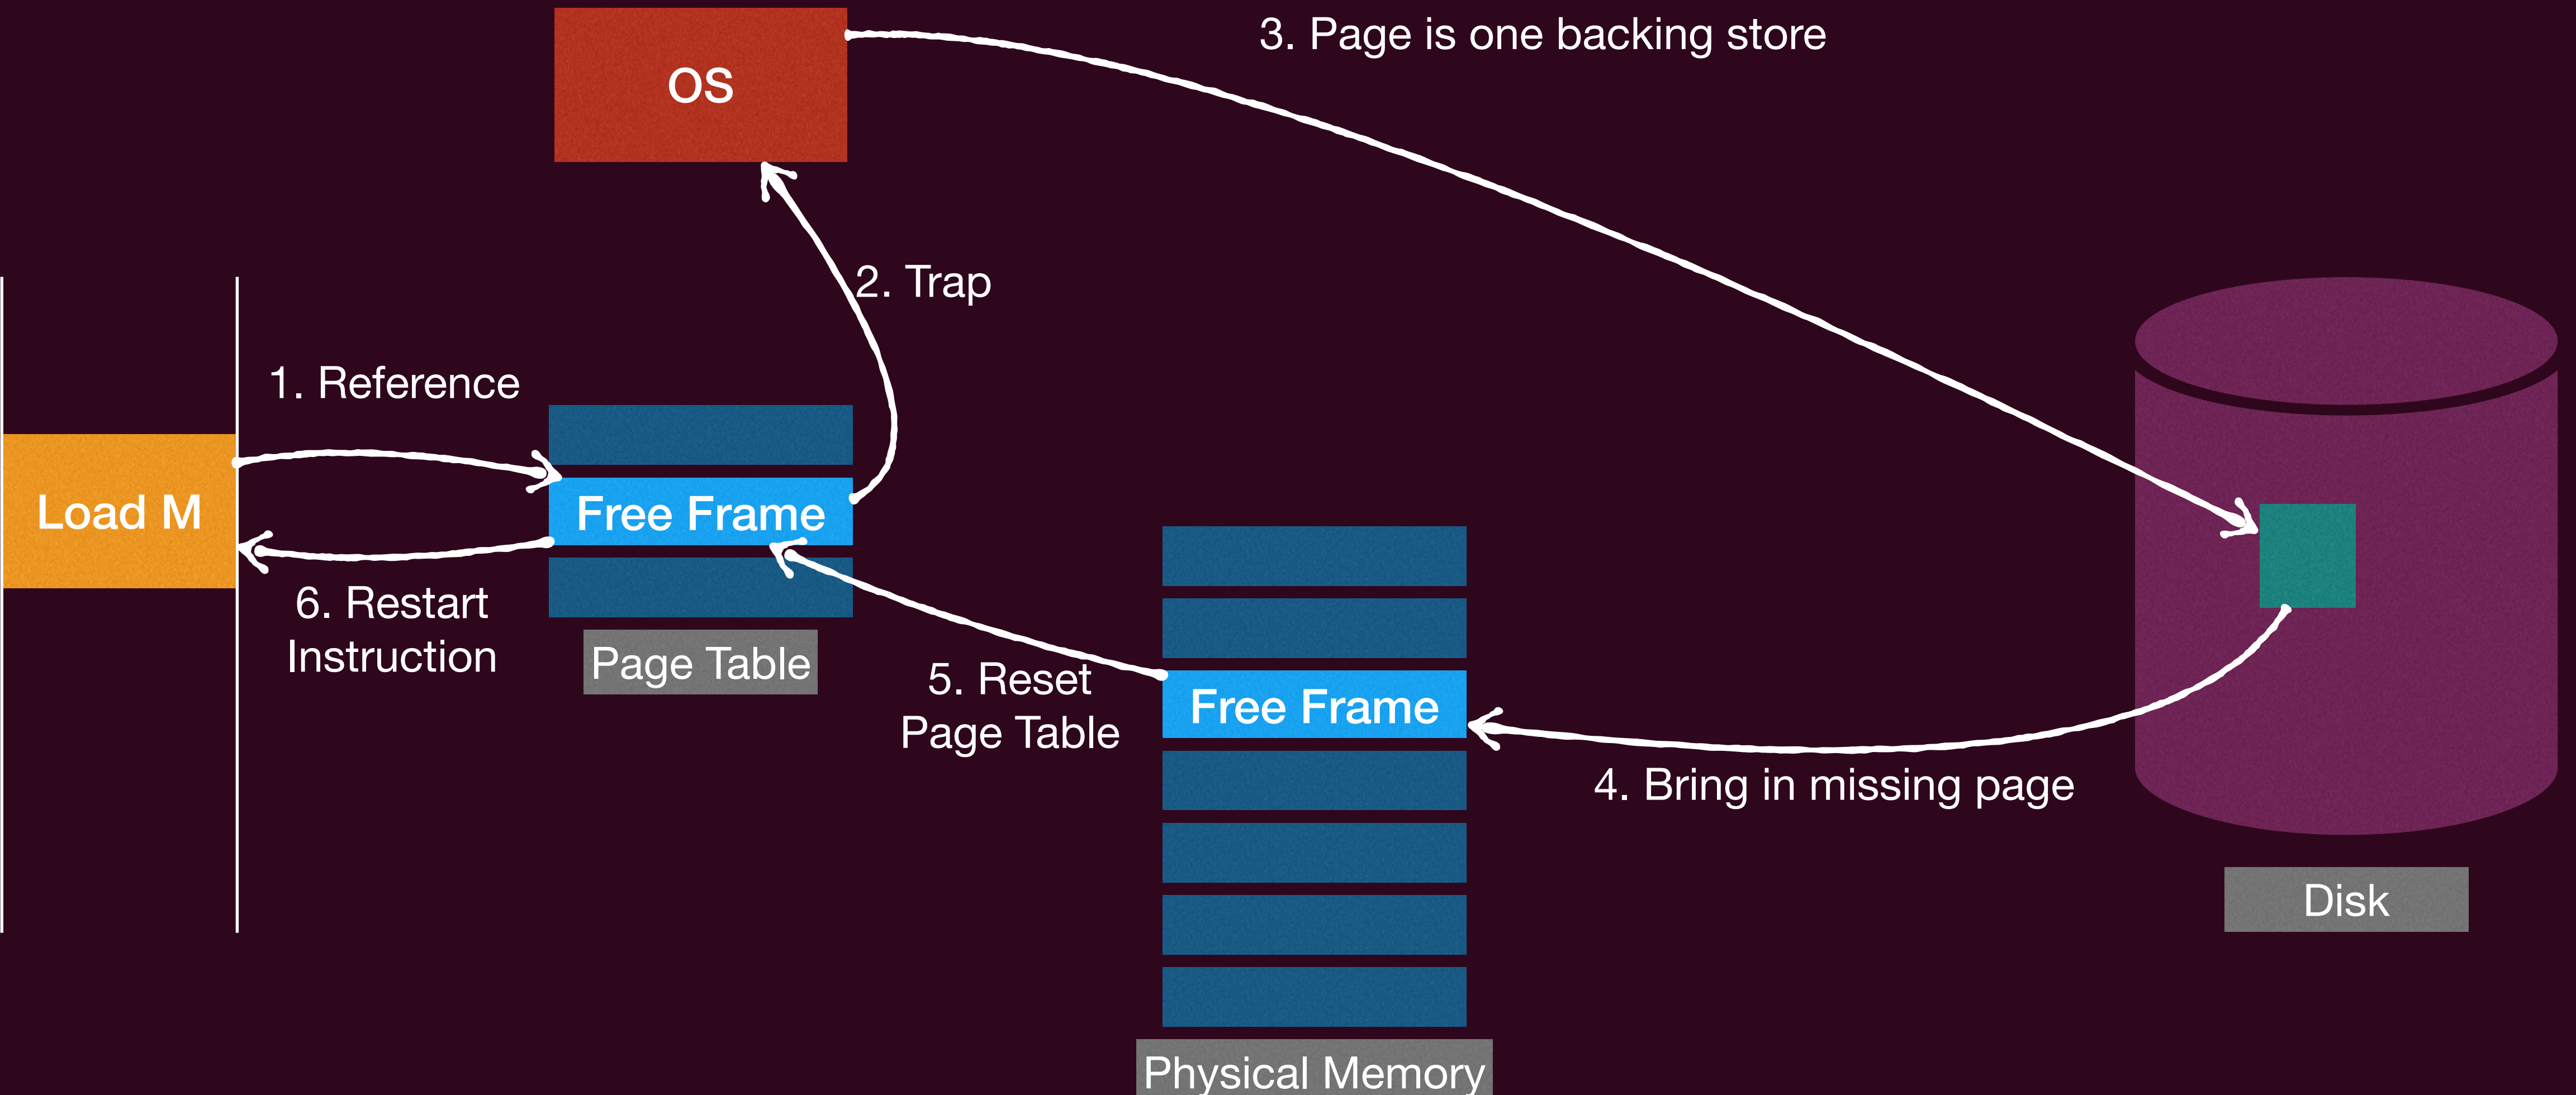 3. Page is one backing store
OS
2. Trap
1. Reference
Load M
Free Frame
6. Restart
Instruction
Page Table
5. Reset
Page Table
Free Frame
4. Bring in missing page
Disk
Physical Memory